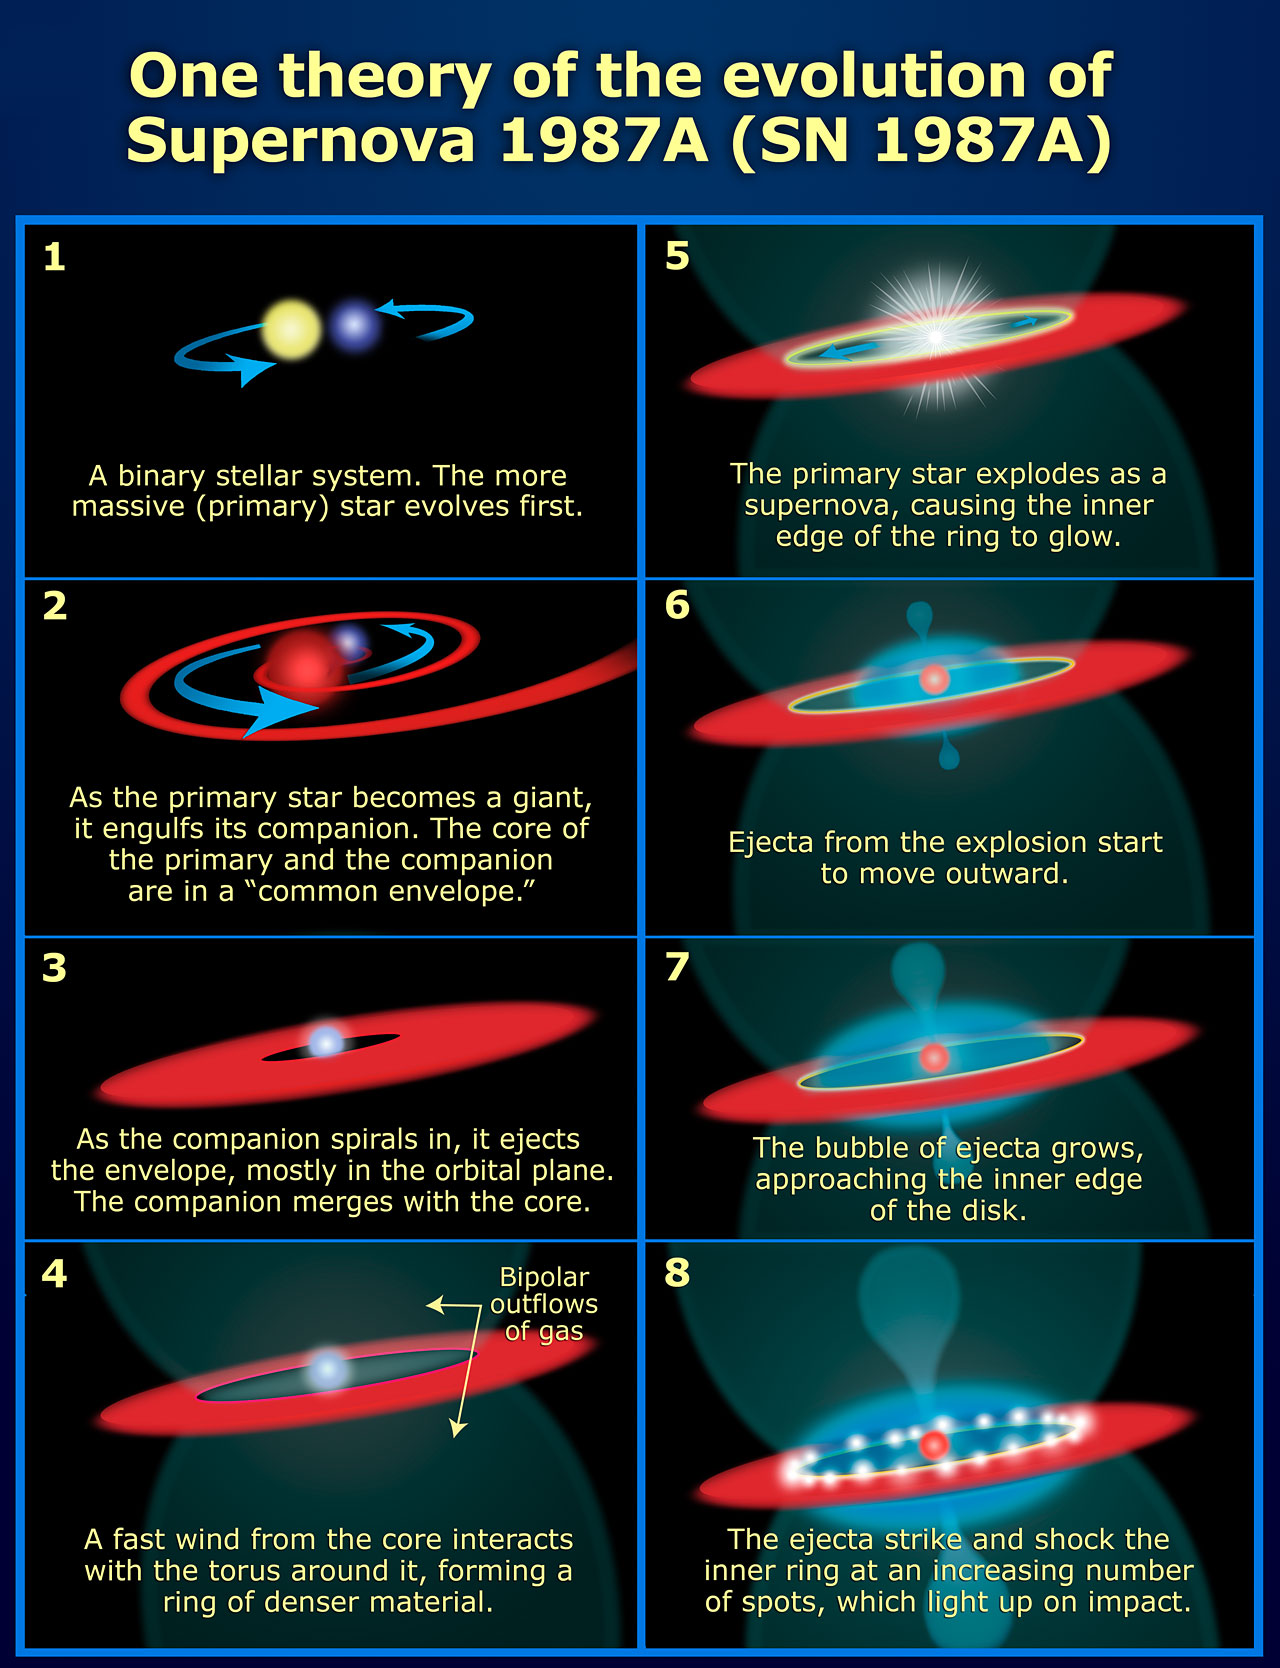 One theory of the evolution of
Supernova 1987A (SN 1987A)
1
A binary stellar system. The more
massive (primary) star evolves first.
2
As the primary star becomes a giant,
it engulfs its companion. The core of
the primary and the companion
are in a “common envelope.”
3
As the companion spirals in, it ejects
the envelope, mostly in the orbital plane.
The companion merges with the core.
4
Bipolar
outflows
of gas
A fast wind from the core interacts
with the torus around it, forming a
ring of denser material.
5
The primary star explodes as a
supernova, causing the inner
edge of the ring to glow.
6
Ejecta from the explosion start
to move outward.
7
The bubble of ejecta grows,
approaching the inner edge
of the disk.
8
The ejecta strike and shock the
inner ring at an increasing number
of spots, which light up on impact.